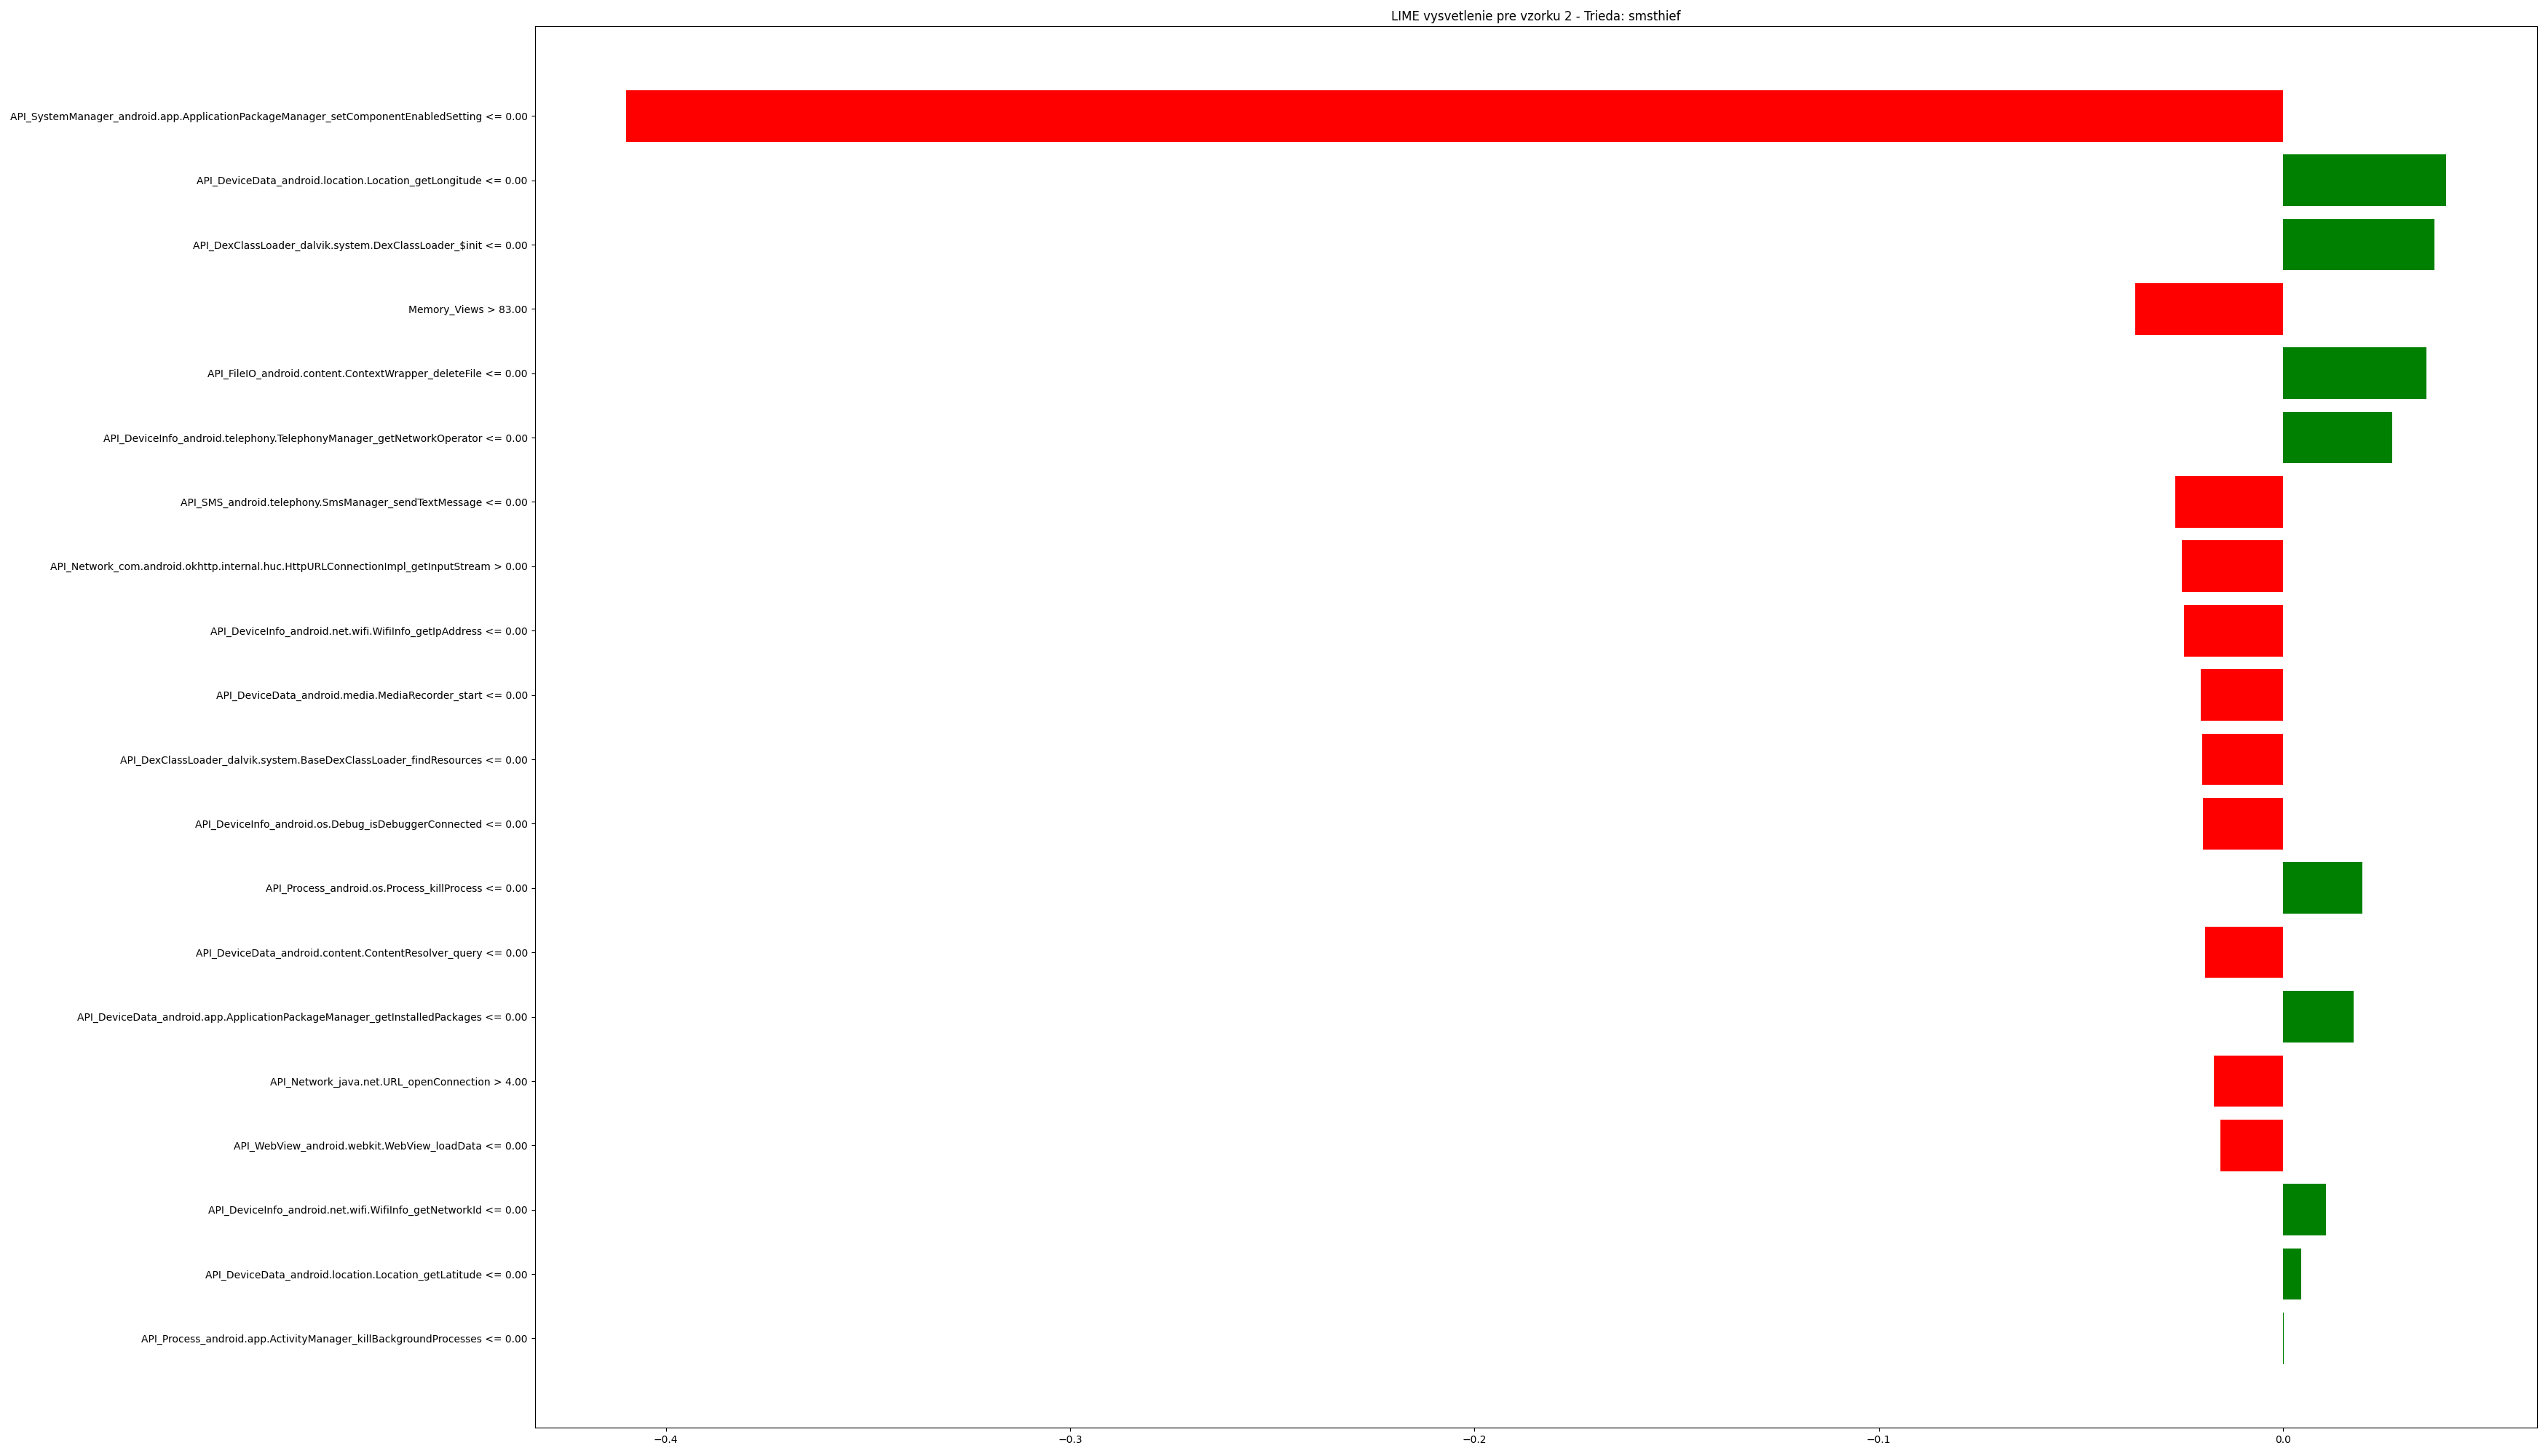 LIME vysvetlenie pre vzorku 2 - Trieda: smsthief
API_SystemManager_android.app.ApplicationPackageManager_setComponentEnabledSetting <= 0.00
API_DeviceData_android.location.Location_getLongitude <= 0.00
API_DexClassLoader_dalvik.system.DexClassLoader_$init <= 0.00
Memory_Views > 83.00
API_FileIO_android.content.ContextWrapper_deleteFile <= 0.00
API_DeviceInfo_android.telephony.TelephonyManager_getNetworkOperator <= 0.00
API_SMS_android.telephony.SmsManager_sendTextMessage <= 0.00
API_Network_com.android.okhttp.internal.huc.HttpURLConnectionImpl_getInputStream > 0.00
API_DeviceInfo_android.net.wifi.WifiInfo_getIpAddress <= 0.00
API_DeviceData_android.media.MediaRecorder_start <= 0.00
API_DexClassLoader_dalvik.system.BaseDexClassLoader_findResources <= 0.00
API_DeviceInfo_android.os.Debug_isDebuggerConnected <= 0.00
API_Process_android.os.Process_killProcess <= 0.00
API_DeviceData_android.content.ContentResolver_query <= 0.00
API_DeviceData_android.app.ApplicationPackageManager_getInstalledPackages <= 0.00
API_Network_java.net.URL_openConnection > 4.00
API_WebView_android.webkit.WebView_loadData <= 0.00
API_DeviceInfo_android.net.wifi.WifiInfo_getNetworkId <= 0.00
API_DeviceData_android.location.Location_getLatitude <= 0.00
API_Process_android.app.ActivityManager_killBackgroundProcesses <= 0.00
−0.4 −0.3 −0.2 −0.1 0.0